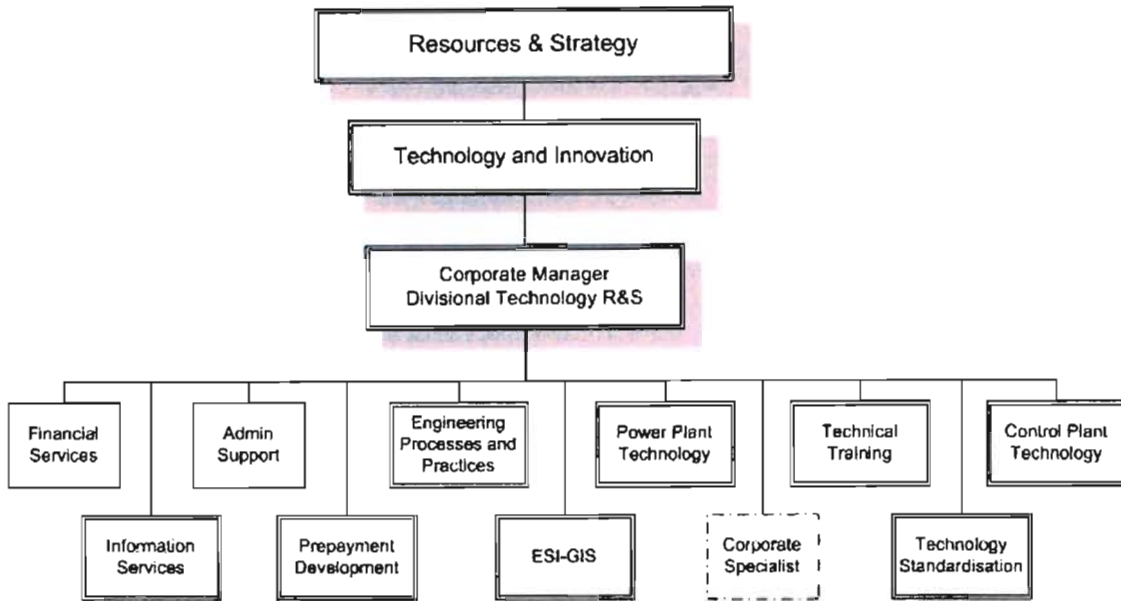 Resources & Strategy
Technology and Innovation
Corporate Manager
Divisional Technology R&S
Financial
Services
Admin
Support
Engineering
Processes and
Practices
Power Plant
Technology
Technical
Training
Control Plant
Technology
Information
Services
Prepayment
Development
ESI-GIS
Corporate
Specialist
Technology
Standardisation